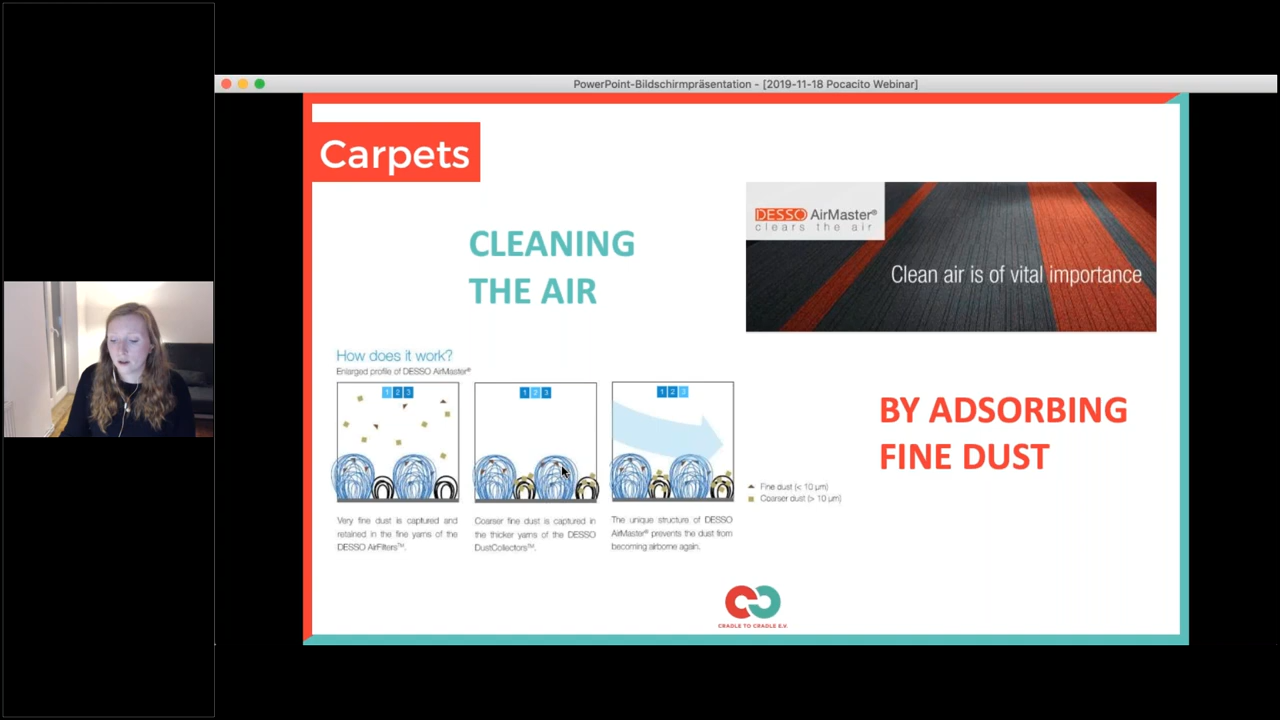 PowerPoint-Bildschirmpräsentation - [2019-11-18 Pocacito Webinar]
Carpets
CLEANING
THE AIR
DESSO AirMaster®
clears the air
Clean air is of vital importance
How does it work?
Enlarged profile of DESSO AirMaster®
1 2 3
1 2 3
1 2 3
BY ADSORBING
FINE DUST
Fine dust (< 10 µm)
Coarser dust (> 10 µm)
Very fine dust is captured and
retained in the fine yarns of the
DESSO AirFilters™.
Coarser fine dust is captured in
the thicker yarns of the DESSO
DustCollectors™.
The unique structure of DESSO
AirMaster® prevents the dust from
becoming airborne again.
CRADLE TO CRADLE E.V.